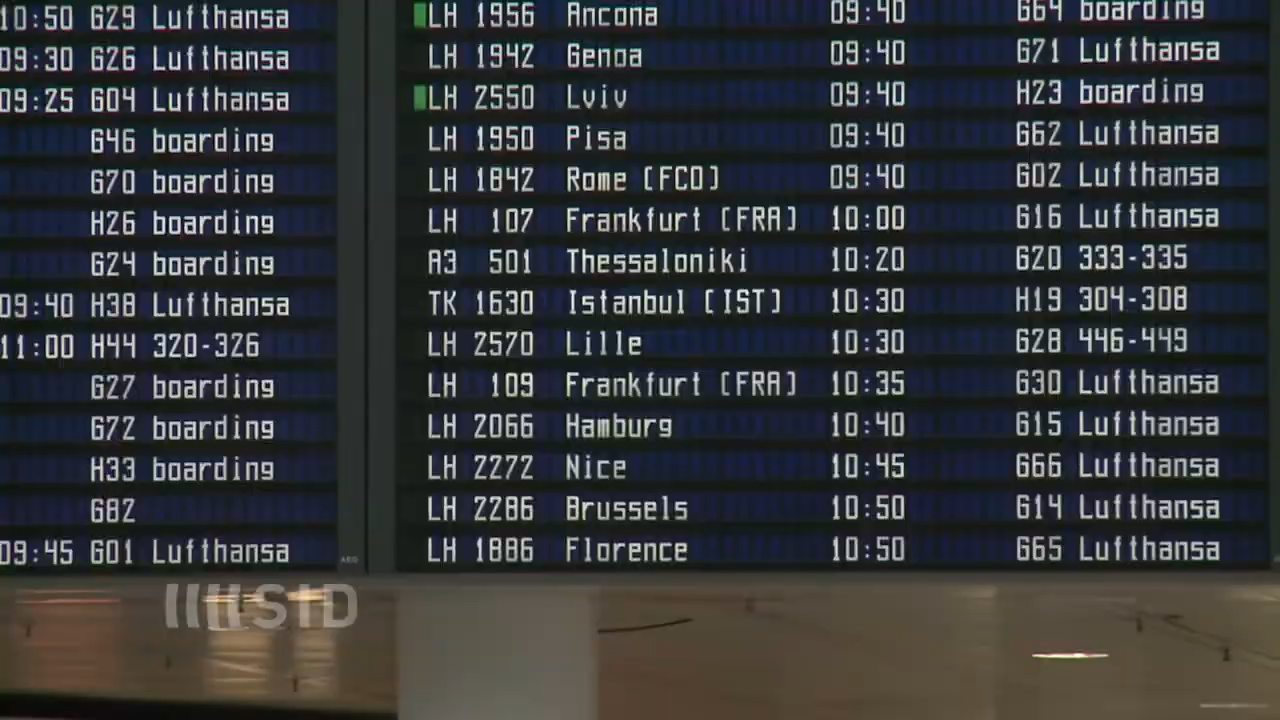 10:50 G29 Lufthansa
09:30 G26 Lufthansa
09:25 G04 Lufthansa
G46 boarding
G70 boarding
H26 boarding
G24 boarding
09:40 H38 Lufthansa
11:00 H44 320-326
G27 boarding
G72 boarding
H33 boarding
G82
09:45 G01 Lufthansa
LH 1956 Ancona 09:40 G64 boarding
LH 1942 Genoa 09:40 G71 Lufthansa
LH 2550 Lviv 09:40 H23 boarding
LH 1950 Pisa 09:40 G62 Lufthansa
LH 1842 Rome (FCO) 09:40 G02 Lufthansa
LH 107 Frankfurt (FRA) 10:00 G16 Lufthansa
A3 501 Thessaloniki 10:20 G20 333-335
TK 1630 Istanbul (IST) 10:30 H19 304-308
LH 2570 Lille 10:30 G28 446-449
LH 109 Frankfurt (FRA) 10:35 G30 Lufthansa
LH 2066 Hamburg 10:40 G15 Lufthansa
LH 2272 Nice 10:45 G66 Lufthansa
LH 2286 Brussels 10:50 G14 Lufthansa
LH 1886 Florence 10:50 G65 Lufthansa
SID